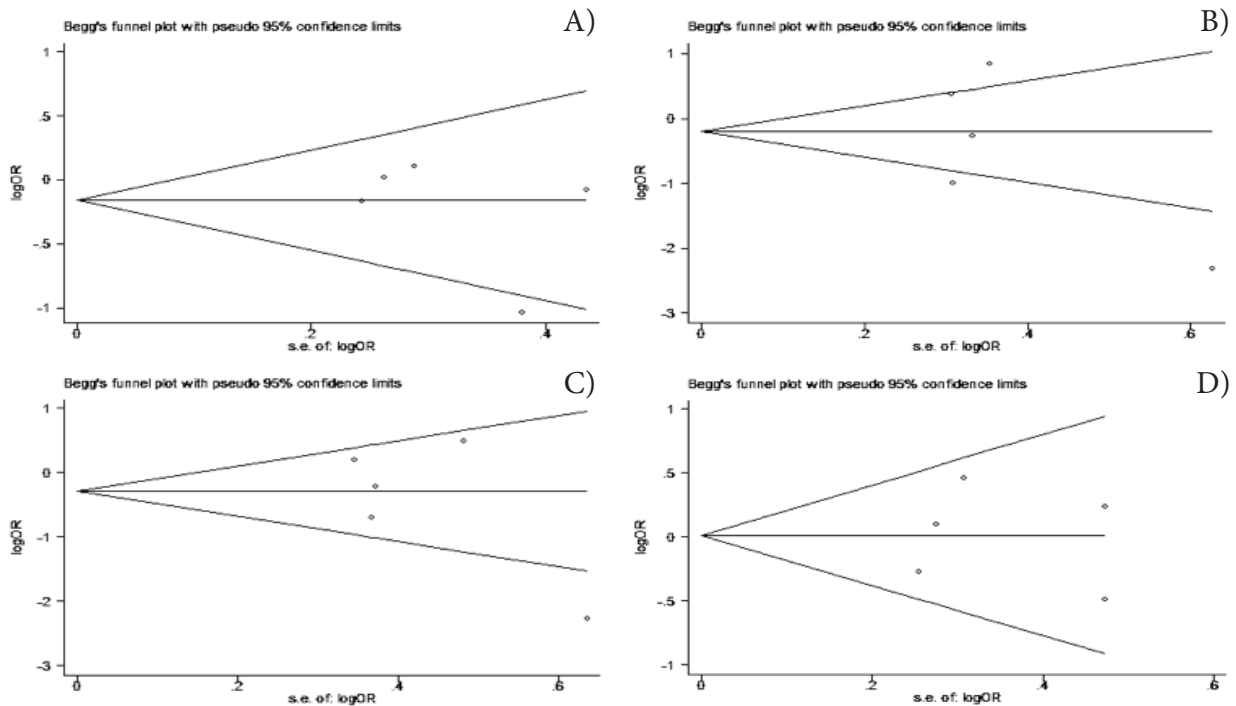 Begg's funnel plot with pseudo 95% confidence limits
A)
1
.5
0
-.5
-1
logOR
0
.2
.4
s.e. of: logOR
Begg's funnel plot with pseudo 95% confidence limits
B)
1
0
-1
-2
-3
logOR
0
.2
.4
.6
s.e. of: logOR
Begg's funnel plot with pseudo 95% confidence limits
C)
1
0
-1
-2
-3
logOR
0
.2
.4
.6
s.e. of: logOR
Begg's funnel plot with pseudo 95% confidence limits
D)
1
.5
0
-.5
-1
logOR
0
.2
.4
.6
s.e. of: logOR